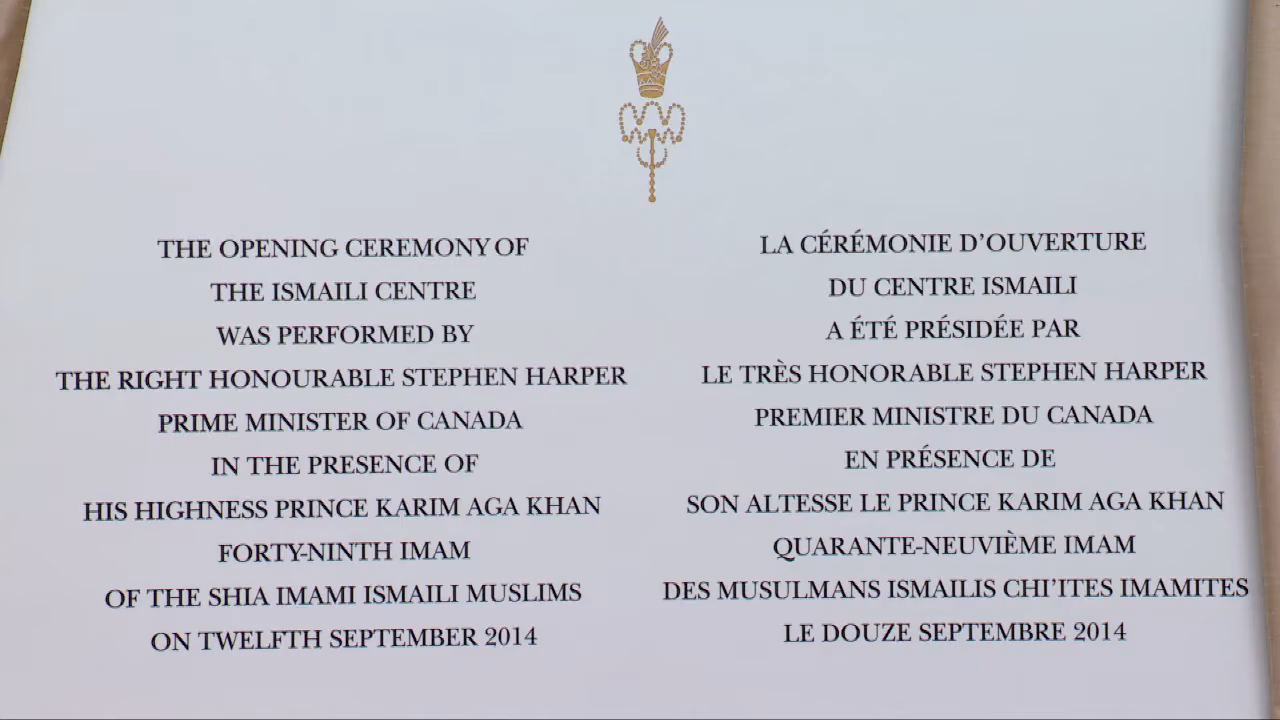 THE OPENING CEREMONY OF
THE ISMAILI CENTRE
WAS PERFORMED BY
THE RIGHT HONOURABLE STEPHEN HARPER
PRIME MINISTER OF CANADA
IN THE PRESENCE OF
HIS HIGHNESS PRINCE KARIM AGA KHAN
FORTY-NINTH IMAM
OF THE SHIA IMAMI ISMAILI MUSLIMS
ON TWELFTH SEPTEMBER 2014
LA CÉRÉMONIE D'OUVERTURE
DU CENTRE ISMAILI
A ÉTÉ PRÉSIDÉE PAR
LE TRÈS HONORABLE STEPHEN HARPER
PREMIER MINISTRE DU CANADA
EN PRÉSENCE DE
SON ALTESSE LE PRINCE KARIM AGA KHAN
QUARANTE-NEUVIÈME IMAM
DES MUSULMANS ISMAILIS CHI'ITES IMAMITES
LE DOUZE SEPTEMBRE 2014